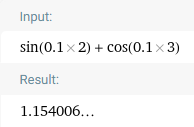 Input:
sin(0.1×2) + cos(0.1×3)
Result:
1.154006…